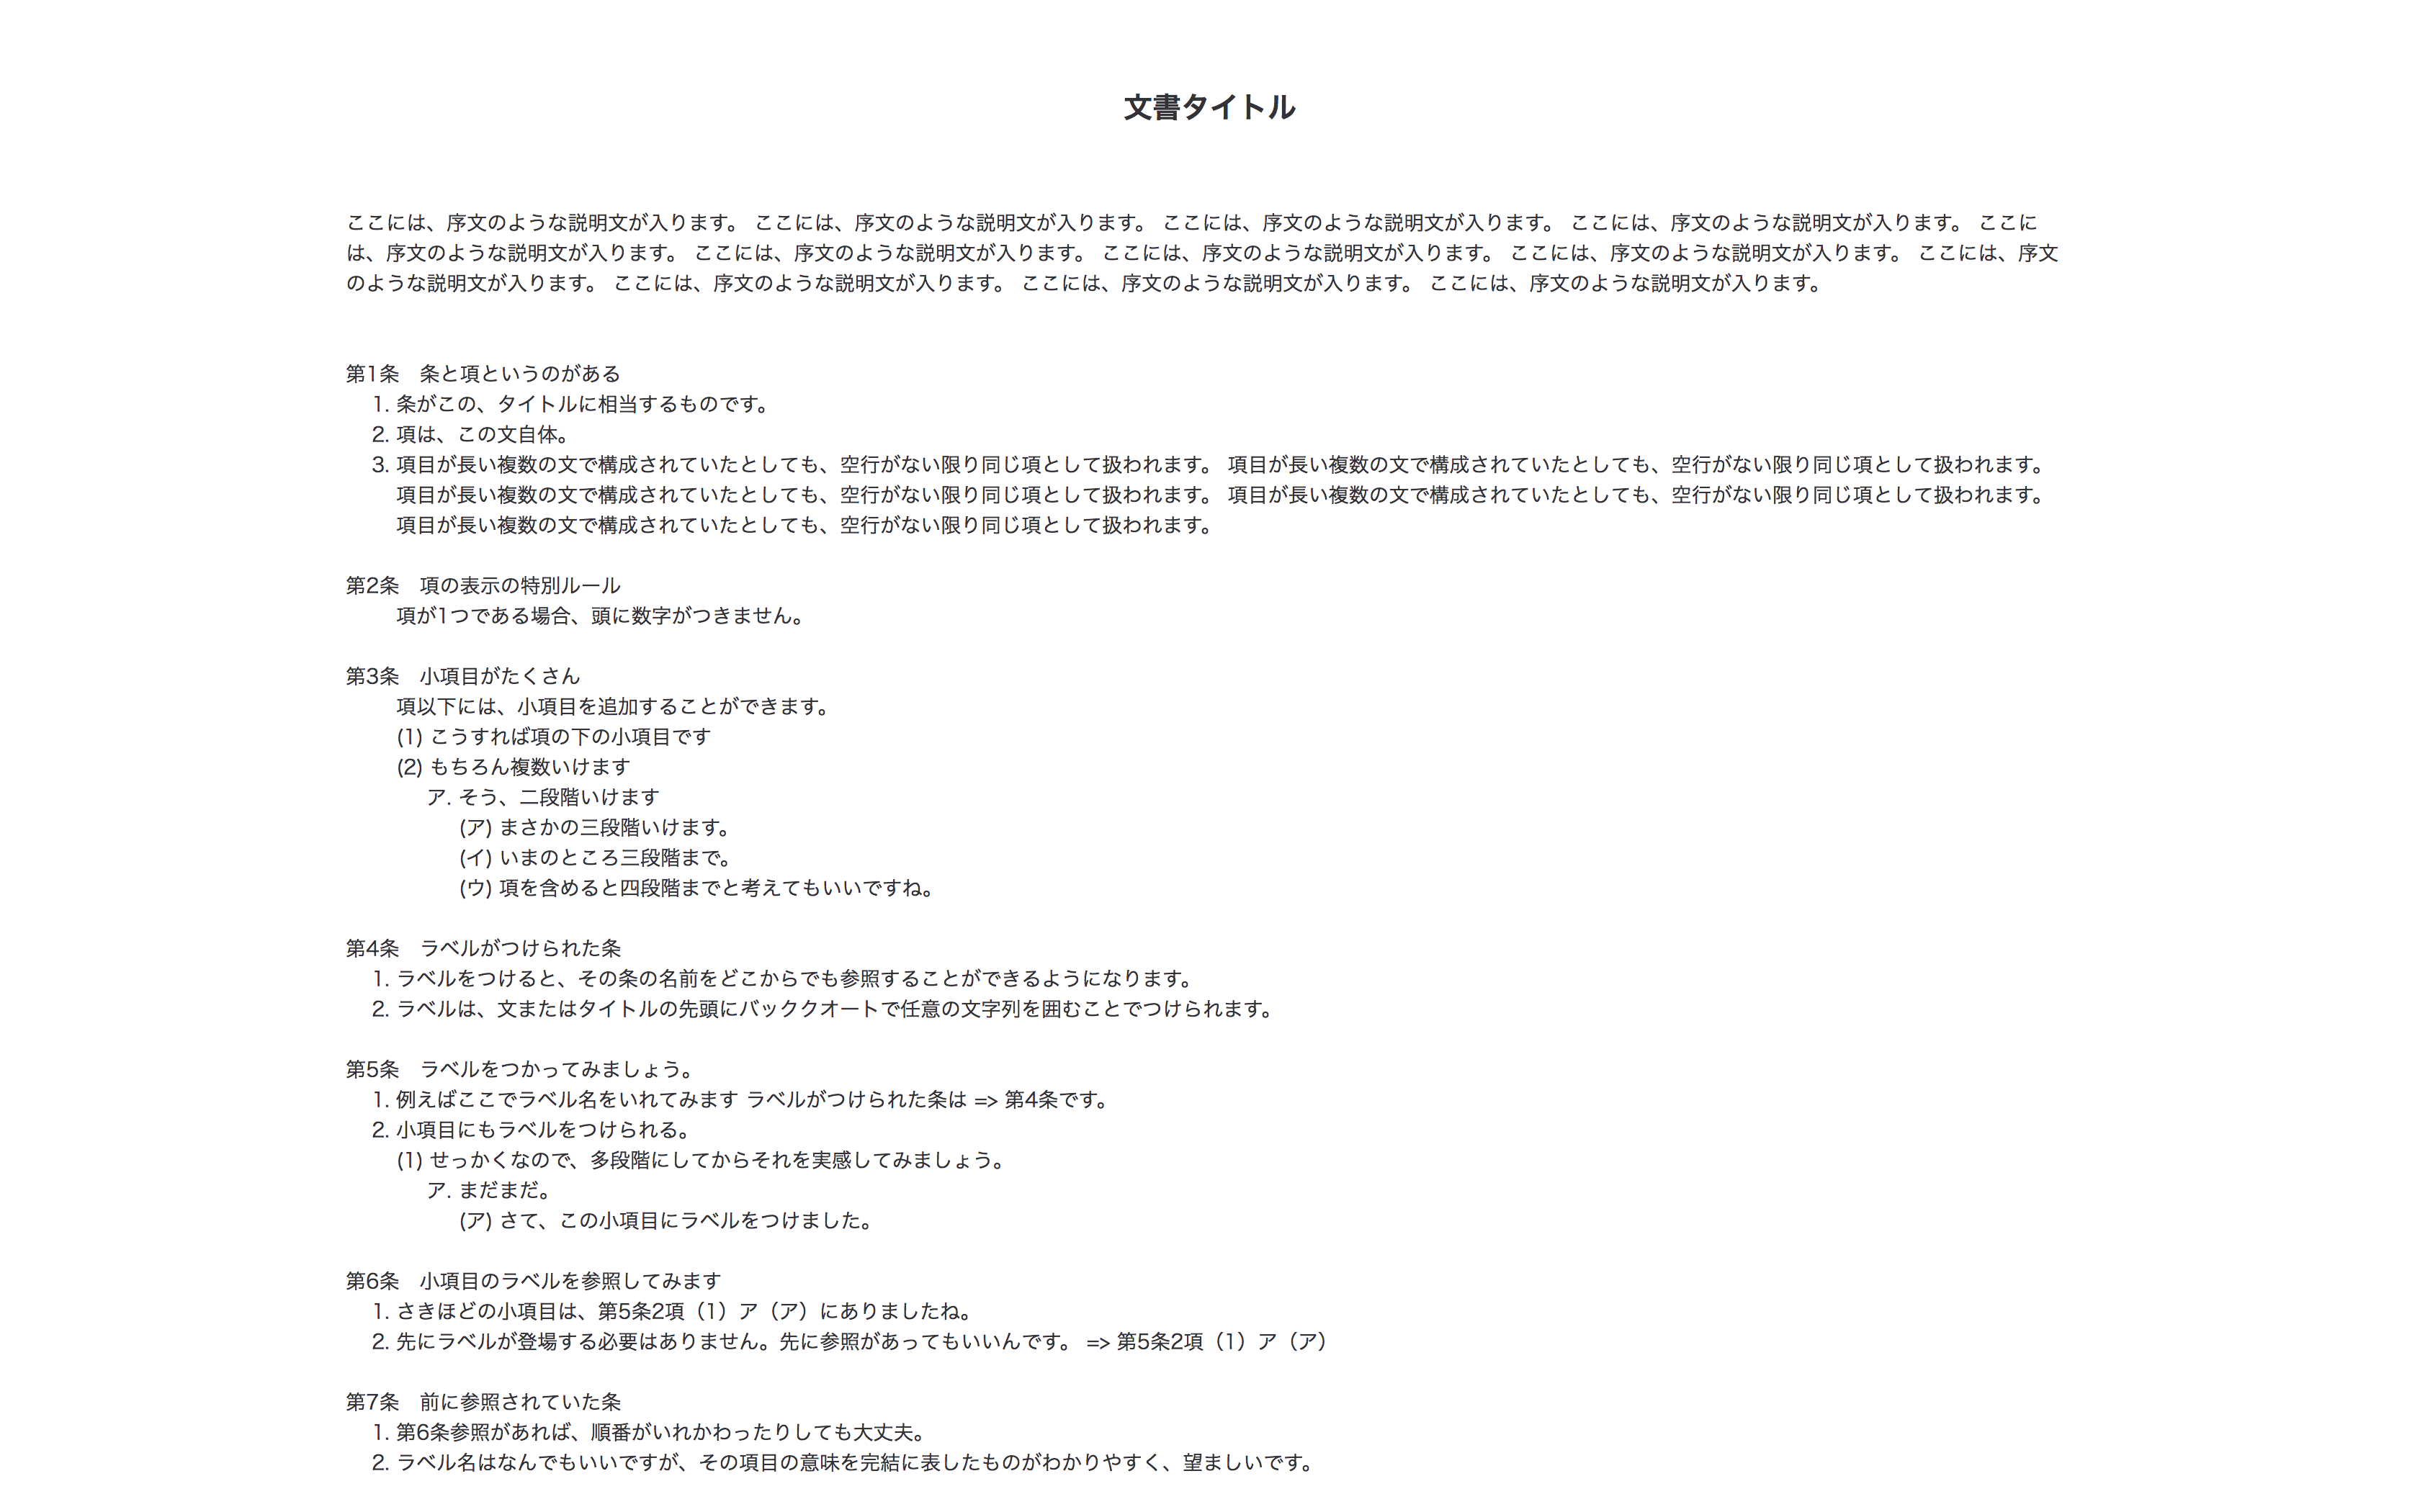 文書タイトル
ここには、序文のような説明文が入ります。 ここには、序文のような説明文が入ります。 ここには、序文のような説明文が入ります。 ここには、序文のような説明文が入ります。 ここに
は、序文のような説明文が入ります。 ここには、序文のような説明文が入ります。 ここには、序文のような説明文が入ります。 ここには、序文のような説明文が入ります。 ここには、序文
のような説明文が入ります。 ここには、序文のような説明文が入ります。 ここには、序文のような説明文が入ります。 ここには、序文のような説明文が入ります。
第1条　条と項というのがある
1. 条がこの、タイトルに相当するものです。
2. 項は、この文自体。
3. 項目が長い複数の文で構成されていたとしても、空行がない限り同じ項として扱われます。 項目が長い複数の文で構成されていたとしても、空行がない限り同じ項として扱われます。
項目が長い複数の文で構成されていたとしても、空行がない限り同じ項として扱われます。 項目が長い複数の文で構成されていたとしても、空行がない限り同じ項として扱われます。
項目が長い複数の文で構成されていたとしても、空行がない限り同じ項として扱われます。
第2条　項の表示の特別ルール
項が1つである場合、頭に数字がつきません。
第3条　小項目がたくさん
項以下には、小項目を追加することができます。
(1) こうすれば項の下の小項目です
(2) もちろん複数いけます
ア. そう、二段階いけます
(ア) まさかの三段階いけます。
(イ) いまのところ三段階まで。
(ウ) 項を含めると四段階までと考えてもいいですね。
第4条　ラベルがつけられた条
1. ラベルをつけると、その条の名前をどこからでも参照することができるようになります。
2. ラベルは、文またはタイトルの先頭にバッククオートで任意の文字列を囲むことでつけられます。
第5条　ラベルをつかってみましょう。
1. 例えばここでラベル名をいれてみます ラベルがつけられた条は => 第4条です。
2. 小項目にもラベルをつけられる。
(1) せっかくなので、多段階にしてからそれを実感してみましょう。
ア. まだまだ。
(ア) さて、この小項目にラベルをつけました。
第6条　小項目のラベルを参照してみます
1. さきほどの小項目は、第5条2項（1）ア（ア）にありましたね。
2. 先にラベルが登場する必要はありません。先に参照があってもいいんです。 => 第5条2項（1）ア（ア）
第7条　前に参照されていた条
1. 第6条参照があれば、順番がいれかわったりしても大丈夫。
2. ラベル名はなんでもいいですが、その項目の意味を完結に表したものがわかりやすく、望ましいです。